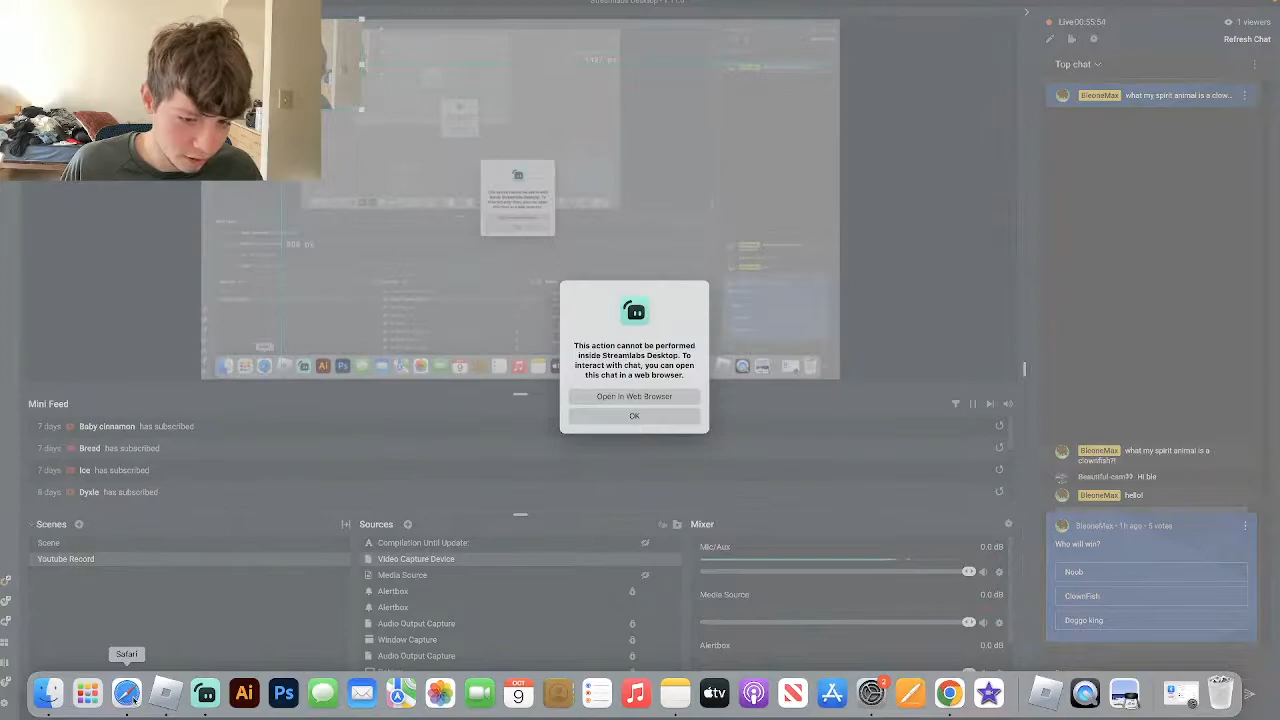 Live 00:55:54
1 viewers
Refresh Chat
Top chat
BleoneMax what my spirit animal is a clow...
This action cannot be performed
inside Streamlabs Desktop. To
interact with chat, you can open
this chat in a web browser.
Open In Web Browser
OK
Mini Feed
7 days Baby cinnamon has subscribed
7 days Bread has subscribed
7 days Ice has subscribed
8 days Dyxle has subscribed
BleoneMax what my spirit animal is a
clownfish?!
Hi ble
BleoneMax hello!
BleoneMax • 1h ago • 5 votes
Who will win?
Noob
ClownFish
Doggo king
Scenes
Scene
Youtube Record
Sources
Compilation Until Update:
Video Capture Device
Media Source
Alertbox
Alertbox
Audio Output Capture
Window Capture
Audio Output Capture
Mixer
Mic/Aux 0.0 dB
Media Source 0.0 dB
Alertbox 0.0 dB
Safari
Ai
Ps
OCT
9
tv
2